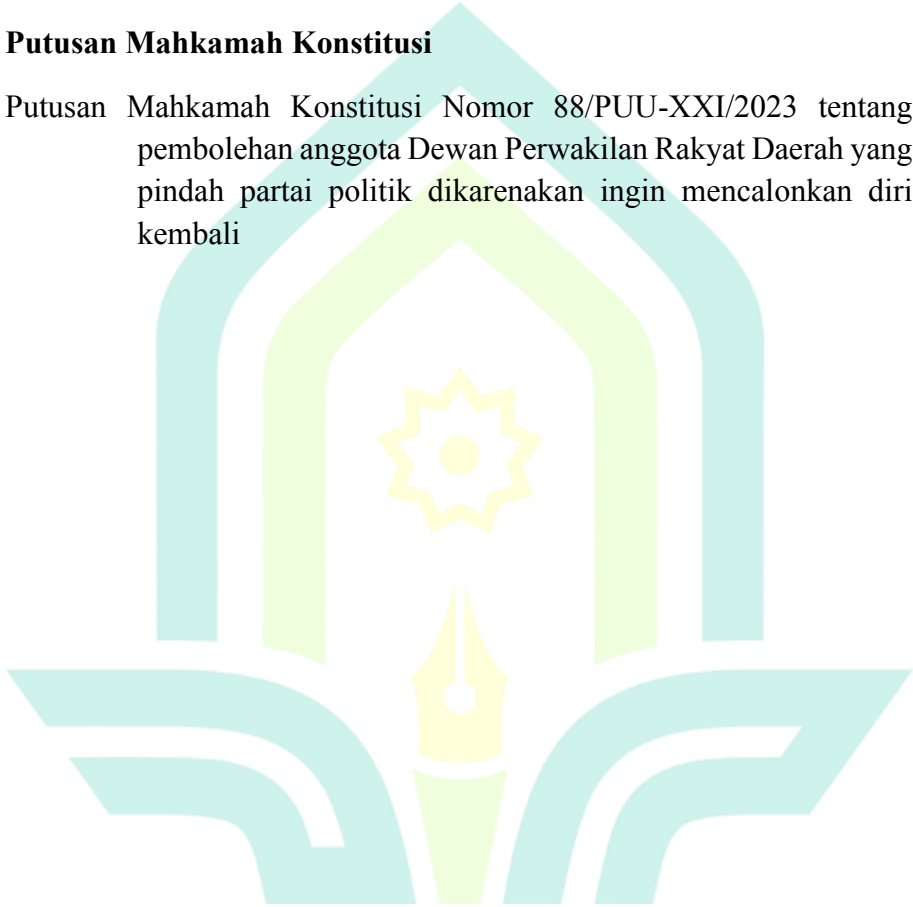 Putusan Mahkamah Konstitusi
Putusan Mahkamah Konstitusi Nomor 88/PUU-XXI/2023 tentang
pembolehan anggota Dewan Perwakilan Rakyat Daerah yang
pindah partai politik dikarenakan ingin mencalonkan diri
kembali